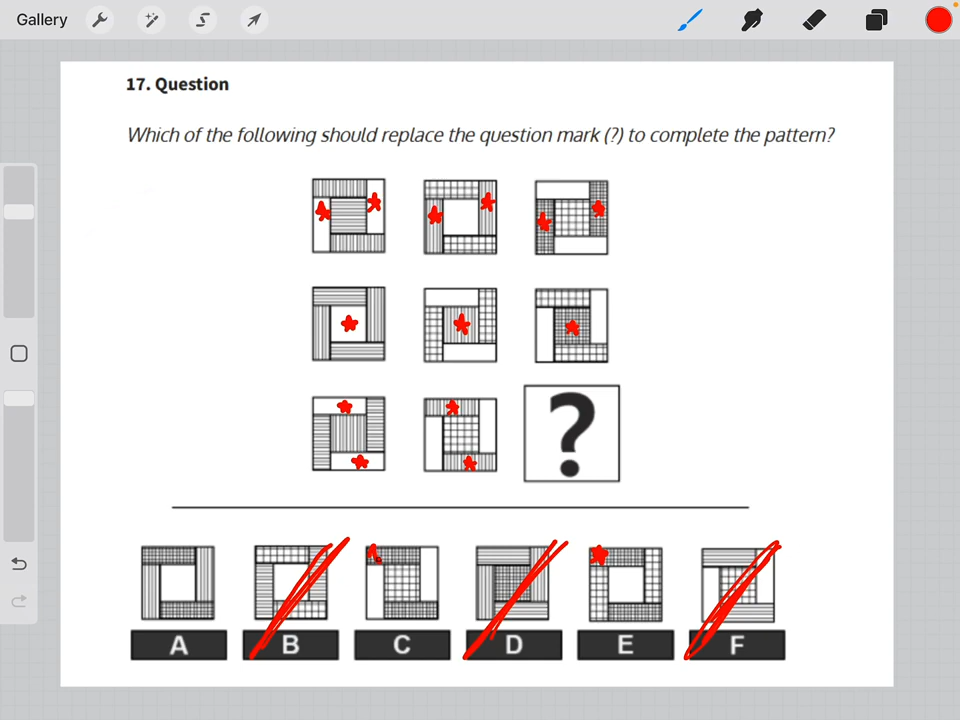 Gallery
17. Question
Which of the following should replace the question mark (?) to complete the pattern?
?
A B C D E F